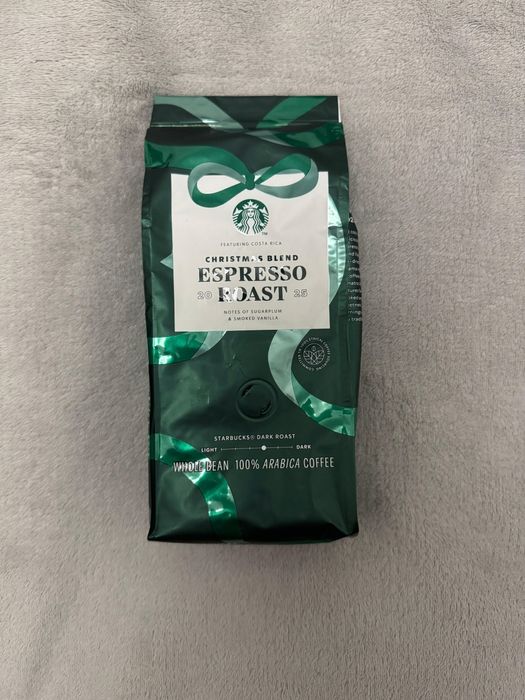 ™
FEATURING COSTA RICA
CHRISTMAS BLEND
ESPRESSO
20 ROAST 25
NOTES OF SUGARPLUM
& SMOKED VANILLA
STARBUCKS® DARK ROAST
LIGHT DARK
WHOLE BEAN 100% ARABICA COFFEE